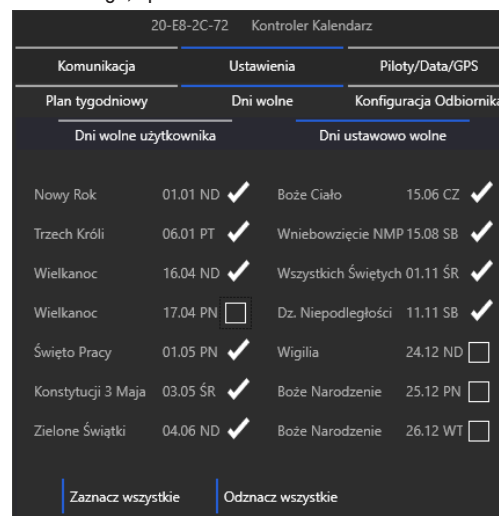 20-E8-2C-72 Kontroler Kalendarz
Komunikacja Ustawienia Piloty/Data/GPS
Plan tygodniowy Dni wolne Konfiguracja Odbiornika
Dni wolne użytkownika Dni ustawowo wolne
Nowy Rok 01.01 ND Boże Ciało 15.06 CZ
Trzech Króli 06.01 PT Wniebowzięcie NMP 15.08 SB
Wielkanoc 16.04 ND Wszystkich Świętych 01.11 ŚR
Wielkanoc 17.04 PN Dz. Niepodległości 11.11 SB
Święto Pracy 01.05 PN Wigilia 24.12 ND
Konstytucji 3 Maja 03.05 ŚR Boże Narodzenie 25.12 PN
Zielone Świątki 04.06 ND Boże Narodzenie 26.12 WT
Zaznacz wszystkie Odznacz wszystkie